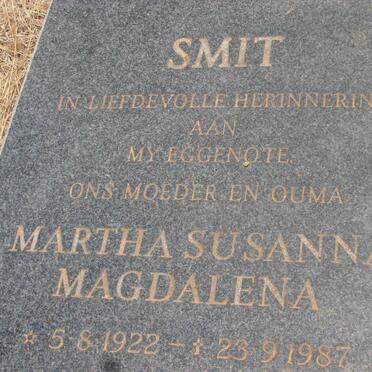 SMIT
IN LIEFDEVOLLE HERINNERIN
AAN
MY EGGENOTE,
ONS MOEDER EN OUMA
MARTHA SUSANNA
MAGDALENA
☆ 5·8·1922 – ✝ 23·9·1987